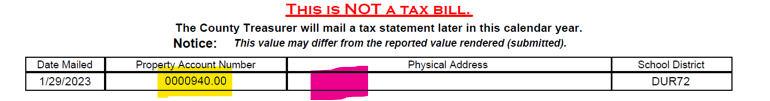 THIS IS NOT A TAX BILL.
The County Treasurer will mail a tax statement later in this calendar year.
Notice: This value may differ from the reported value rendered (submitted).
Date Mailed Property Account Number Physical Address School District
1/29/2023 0000940.00 DUR72